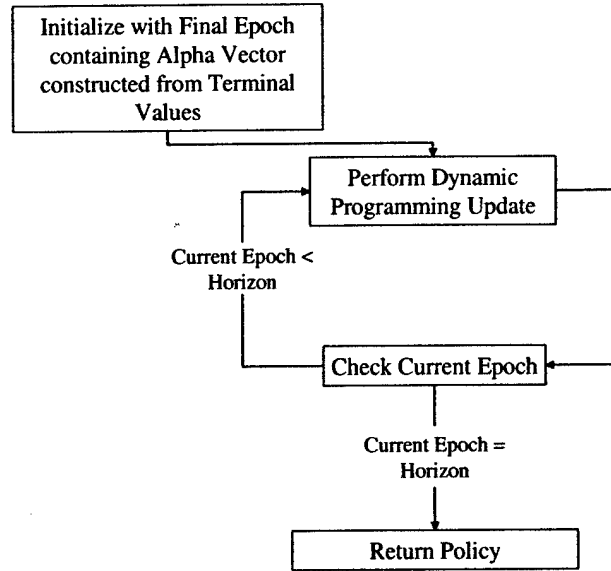 Initialize with Final Epoch
containing Alpha Vector
constructed from Terminal
Values
Perform Dynamic
Programming Update
Current Epoch <
Horizon
Check Current Epoch
Current Epoch =
Horizon
Return Policy